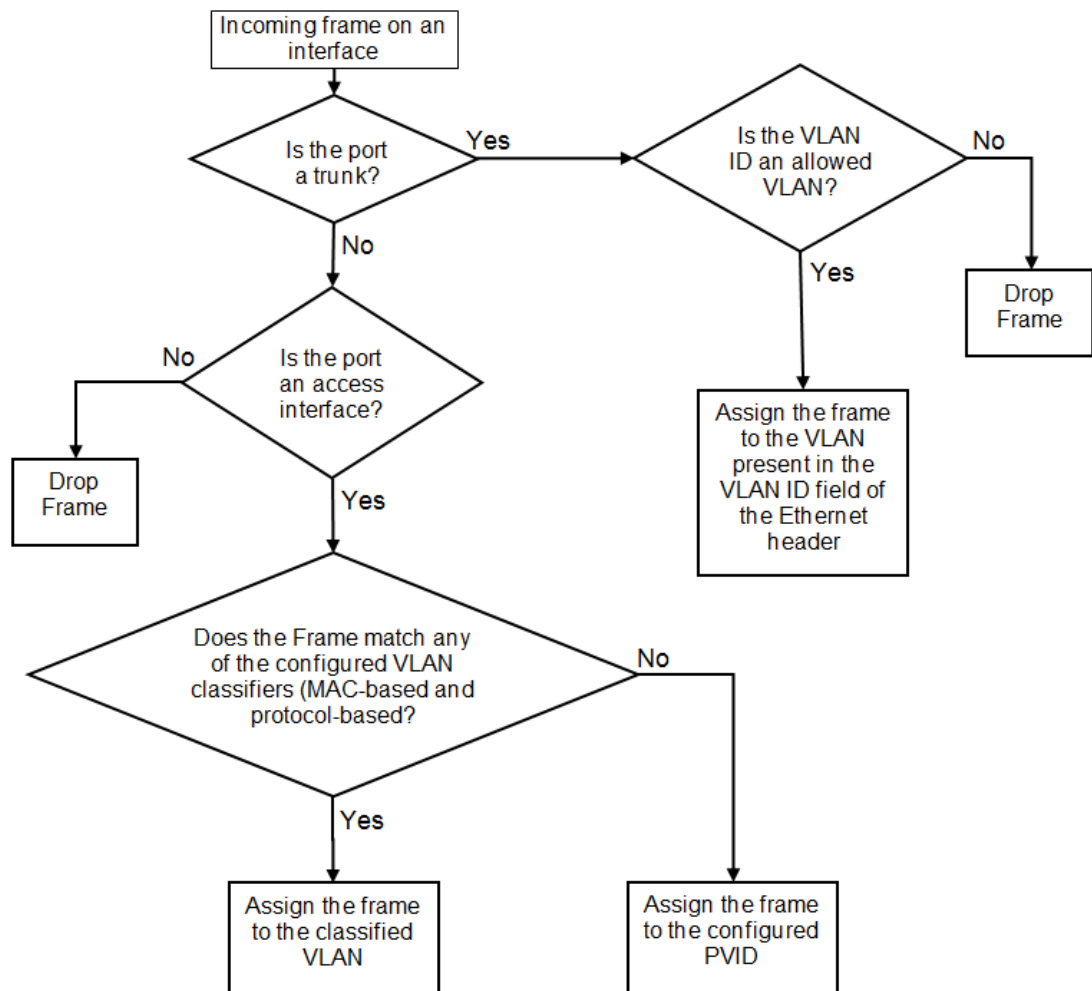 Incoming frame on an
interface
Is the port
a trunk?
Yes
Is the VLAN
ID an allowed
VLAN?
No
Drop
Frame
Yes
Assign the frame
to the VLAN
present in the
VLAN ID field of
the Ethernet
header
No
Is the port
an access
interface?
No
Drop
Frame
Yes
Does the Frame match any
of the configured VLAN
classifiers (MAC-based and
protocol-based?
No
Yes
Assign the frame
to the classified
VLAN
Assign the frame
to the configured
PVID